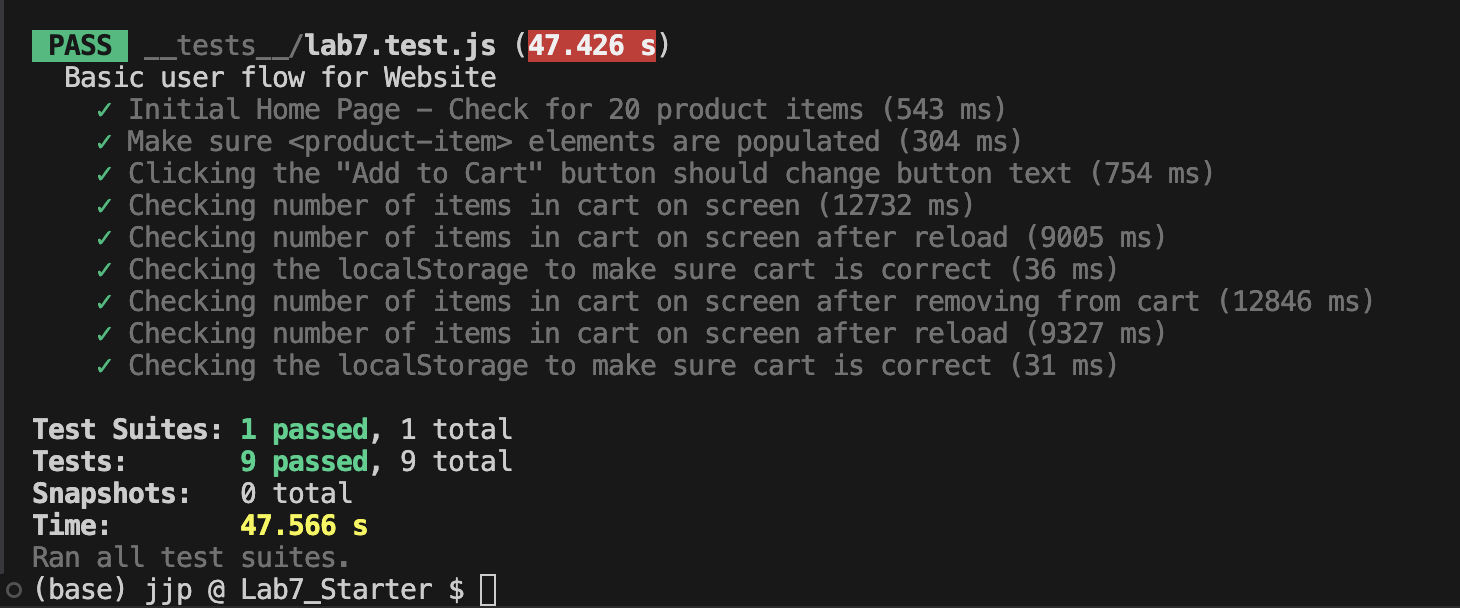 PASS __tests__/lab7.test.js (47.426 s)
Basic user flow for Website
✓ Initial Home Page – Check for 20 product items (543 ms)
✓ Make sure <product-item> elements are populated (304 ms)
✓ Clicking the "Add to Cart" button should change button text (754 ms)
✓ Checking number of items in cart on screen (12732 ms)
✓ Checking number of items in cart on screen after reload (9005 ms)
✓ Checking the localStorage to make sure cart is correct (36 ms)
✓ Checking number of items in cart on screen after removing from cart (12846 ms)
✓ Checking number of items in cart on screen after reload (9327 ms)
✓ Checking the localStorage to make sure cart is correct (31 ms)
Test Suites: 1 passed, 1 total
Tests: 9 passed, 9 total
Snapshots: 0 total
Time: 47.566 s
Ran all test suites.
(base) jjp @ Lab7_Starter $